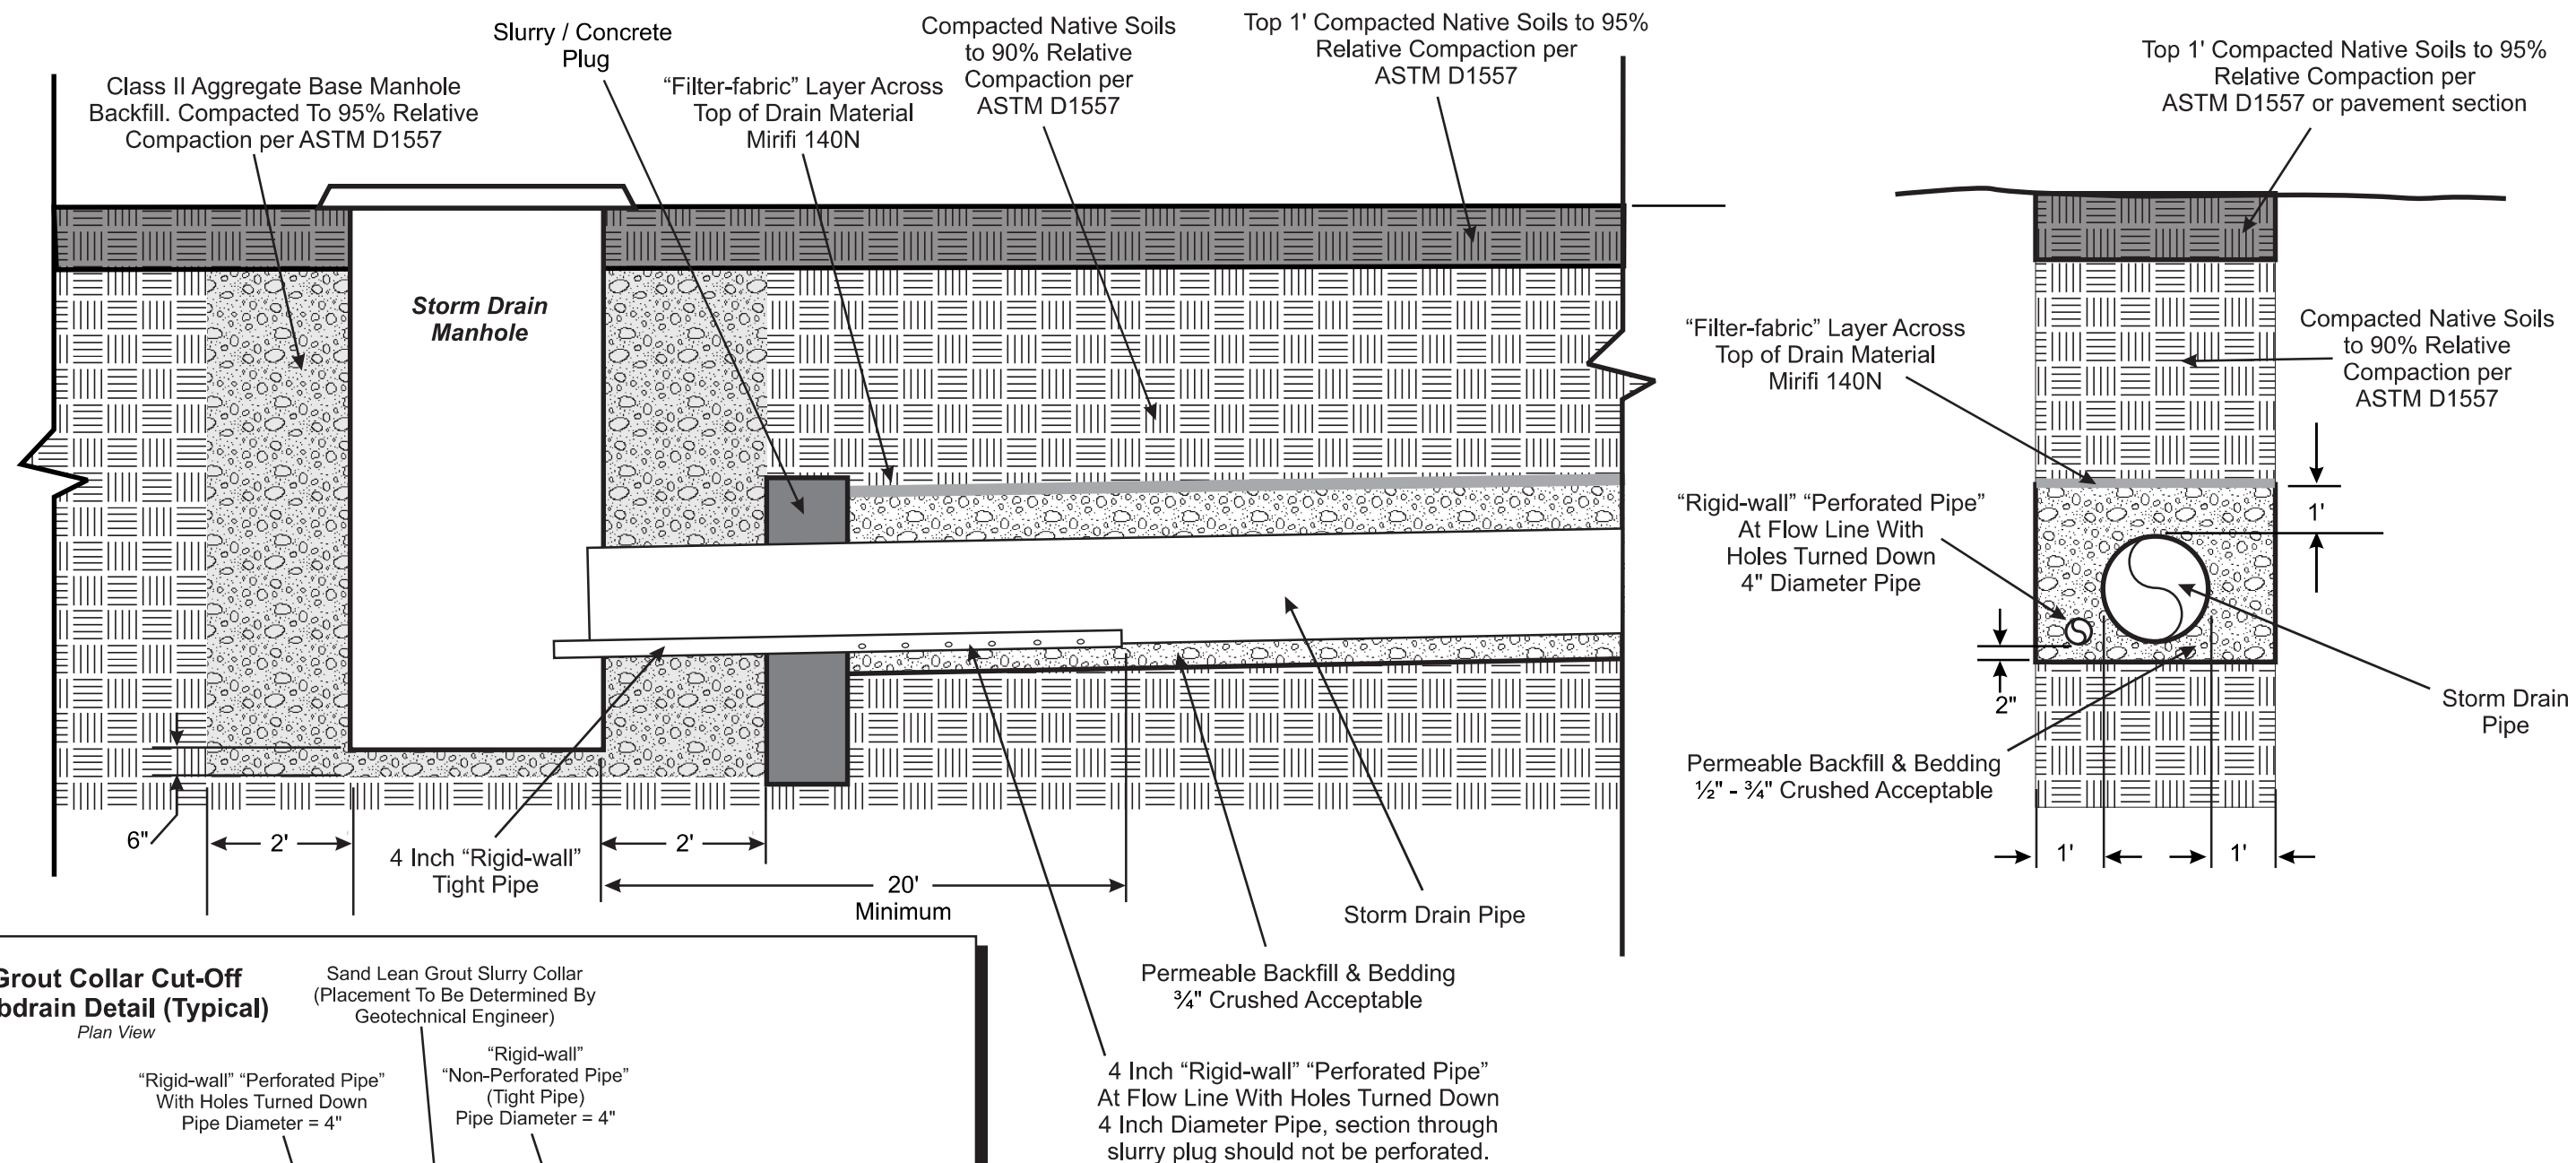 Slurry / Concrete
Plug
Compacted Native Soils
to 90% Relative
Compaction per
ASTM D1557
Top 1' Compacted Native Soils to 95%
Relative Compaction per
ASTM D1557
Top 1' Compacted Native Soils to 95%
Relative Compaction per
ASTM D1557 or pavement section
Class II Aggregate Base Manhole
Backfill. Compacted To 95% Relative
Compaction per ASTM D1557
“Filter-fabric” Layer Across
Top of Drain Material
Mirifi 140N
Storm Drain
Manhole
“Filter-fabric” Layer Across
Top of Drain Material
Mirifi 140N
Compacted Native Soils
to 90% Relative
Compaction per
ASTM D1557
“Rigid-wall” “Perforated Pipe”
At Flow Line With
Holes Turned Down
4" Diameter Pipe
1'
2"
Storm Drain
Pipe
Permeable Backfill & Bedding
½" - ¾" Crushed Acceptable
1'
1'
6"
2'
4 Inch “Rigid-wall”
Tight Pipe
2'
20'
Minimum
Storm Drain Pipe
Permeable Backfill & Bedding
¾" Crushed Acceptable
4 Inch “Rigid-wall” “Perforated Pipe”
At Flow Line With Holes Turned Down
4 Inch Diameter Pipe, section through
slurry plug should not be perforated.
Grout Collar Cut-Off
bdrain Detail (Typical)
Plan View
Sand Lean Grout Slurry Collar
(Placement To Be Determined By
Geotechnical Engineer)
“Rigid-wall” “Perforated Pipe”
With Holes Turned Down
Pipe Diameter = 4"
“Rigid-wall”
“Non-Perforated Pipe”
(Tight Pipe)
Pipe Diameter = 4"